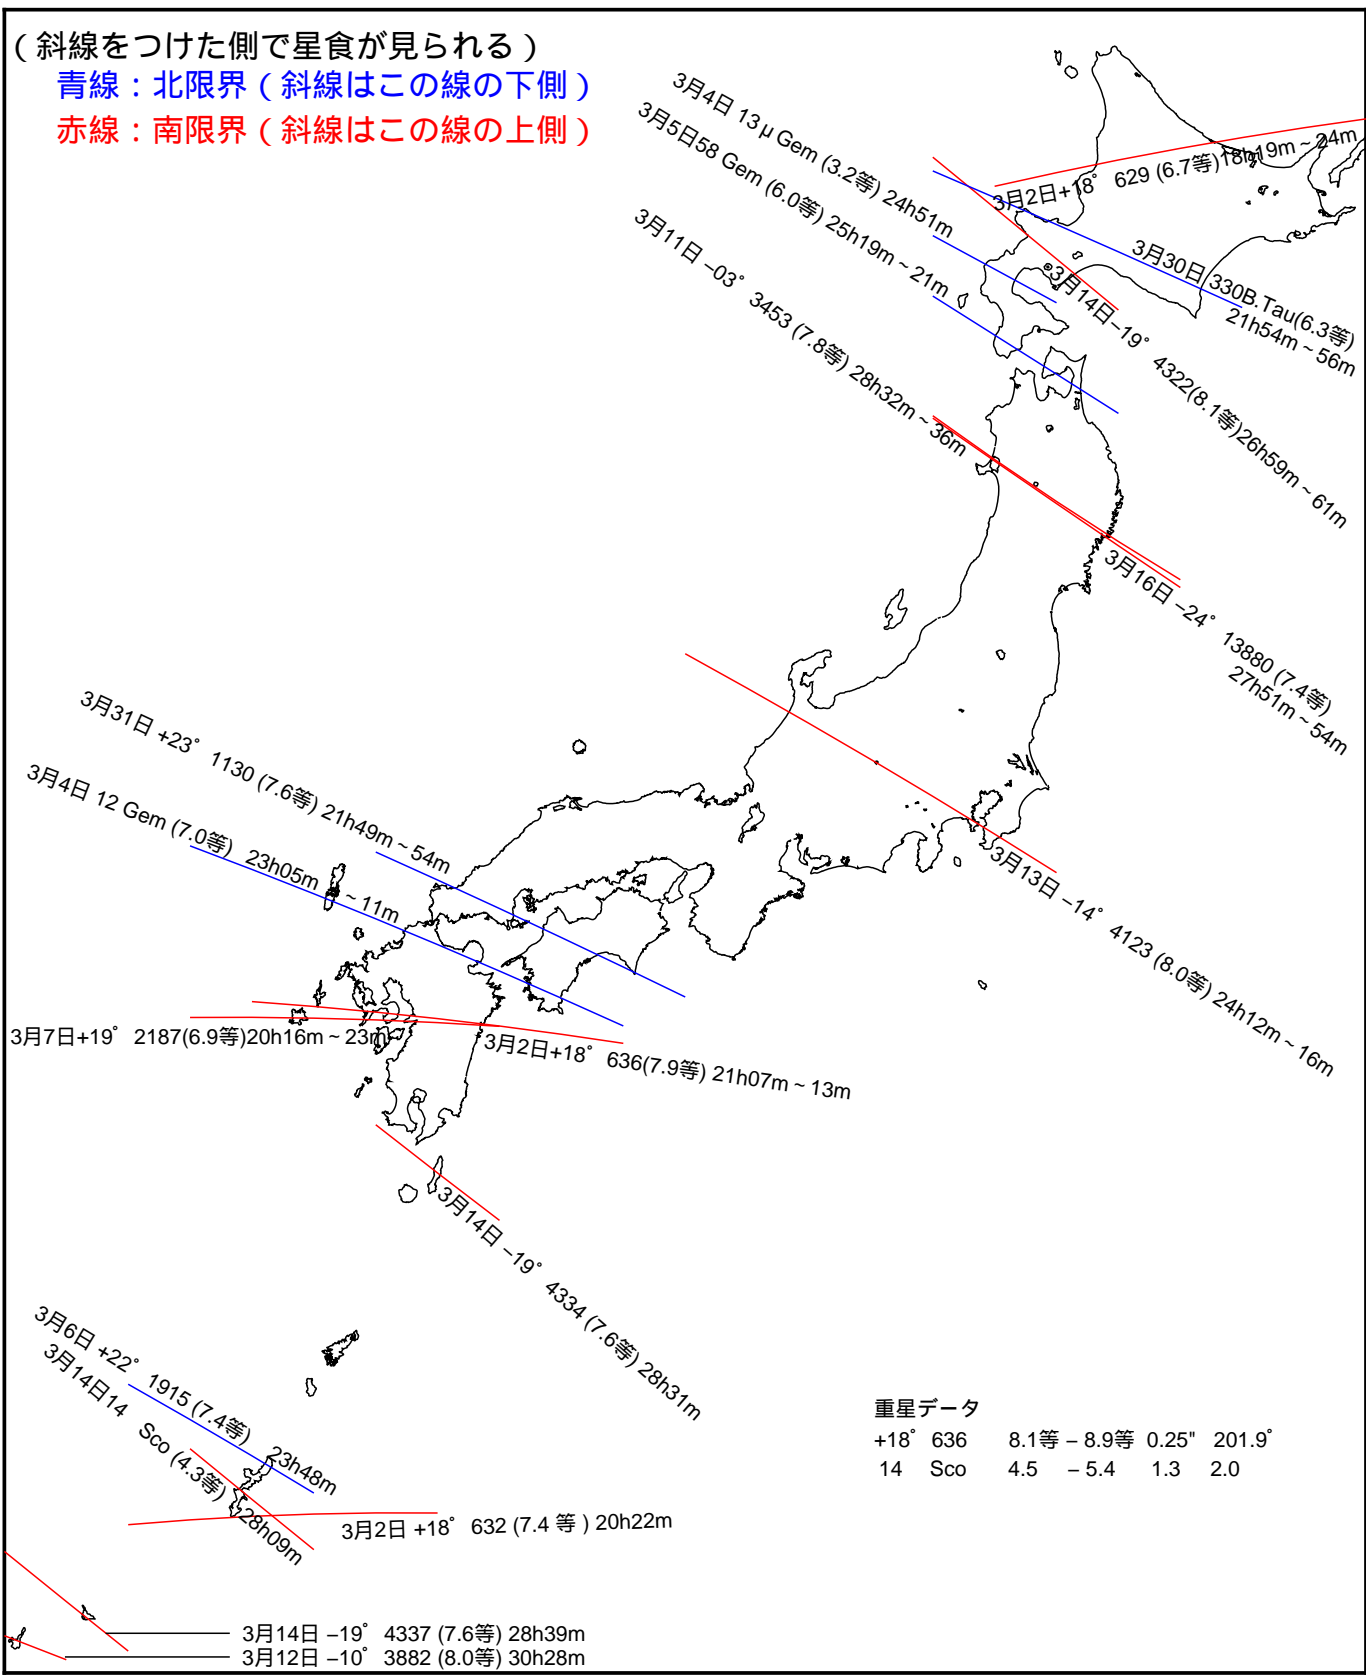 (斜線をつけた側で星食が見られる)
青線:北限界(斜線はこの線の下側)
赤線:南限界(斜線はこの線の上側)
3月4日 13μ Gem (3.2等) 24h51m
3月5日58 Gem (6.0等) 25h19m~21m
3月11日 −03° 3453 (7.8等) 28h32m~36m
3月2日+18° 629 (6.7等)18h19m~24m
3月30日 330B.Tau(6.3等)
21h54m~56m
3月14日−19° 4322(8.1等)26h59m~61m
3月16日 −24° 13880 (7.4等)
27h51m~54m
3月31日 +23° 1130 (7.6等) 21h49m~54m
3月4日 12 Gem (7.0等) 23h05m~11m
3月13日 −14° 4123 (8.0等) 24h12m~16m
3月7日+19° 2187(6.9等)20h16m~23m
3月2日+18° 636(7.9等) 21h07m~13m
3月14日 −19° 4334 (7.6等) 28h31m
3月6日 +22° 1915 (7.4等) 23h48m
3月14日14 Sco (4.3等) 28h09m
3月2日 +18° 632 (7.4 等 ) 20h22m
重星データ
+18° 636 8.1等 − 8.9等 0.25" 201.9°
14 Sco 4.5 − 5.4 1.3 2.0
3月14日 −19° 4337 (7.6等) 28h39m
3月12日 −10° 3882 (8.0等) 30h28m